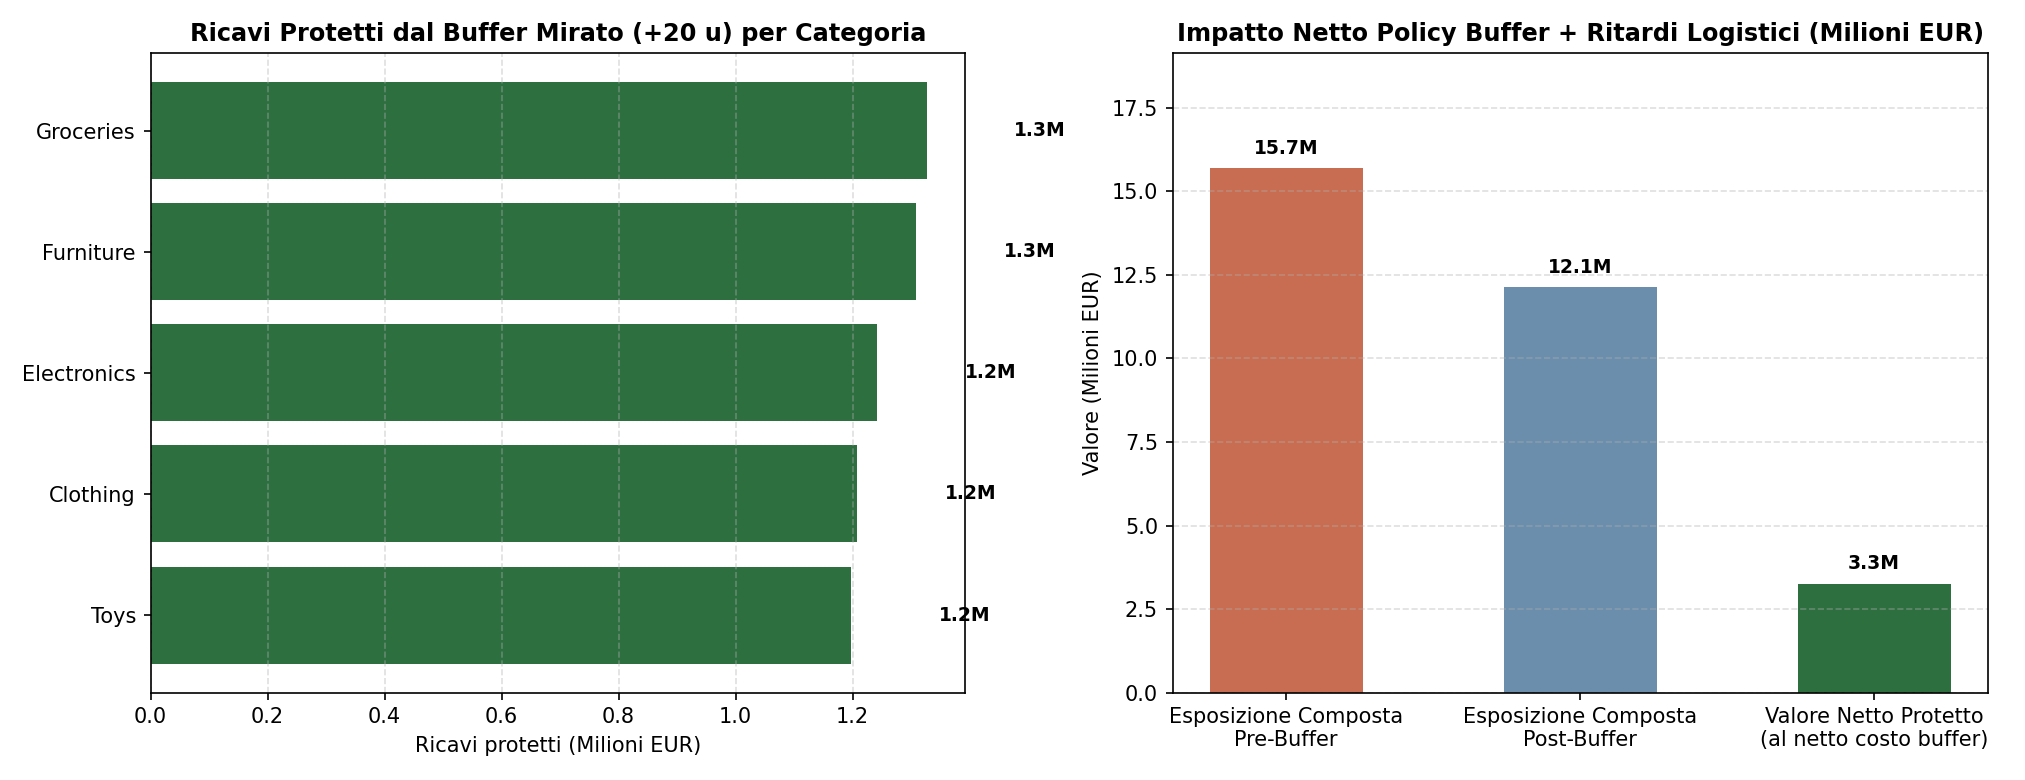 Ricavi Protetti dal Buffer Mirato (+20 u) per Categoria
Groceries
1.3M
Furniture
1.3M
Electronics
1.2M
Clothing
1.2M
Toys
1.2M
0.0 0.2 0.4 0.6 0.8 1.0 1.2
Ricavi protetti (Milioni EUR)
Impatto Netto Policy Buffer + Ritardi Logistici (Milioni EUR)
Valore (Milioni EUR)
17.5
15.0
12.5
10.0
7.5
5.0
2.5
0.0
15.7M
12.1M
3.3M
Esposizione Composta
Pre-Buffer
Esposizione Composta
Post-Buffer
Valore Netto Protetto
(al netto costo buffer)